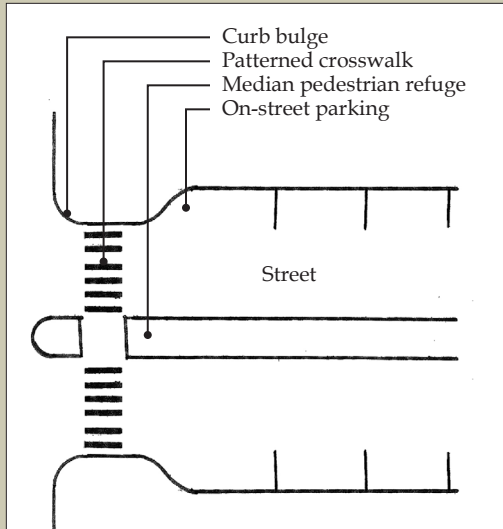 Curb bulge
Patterned crosswalk
Median pedestrian refuge
On-street parking
Street